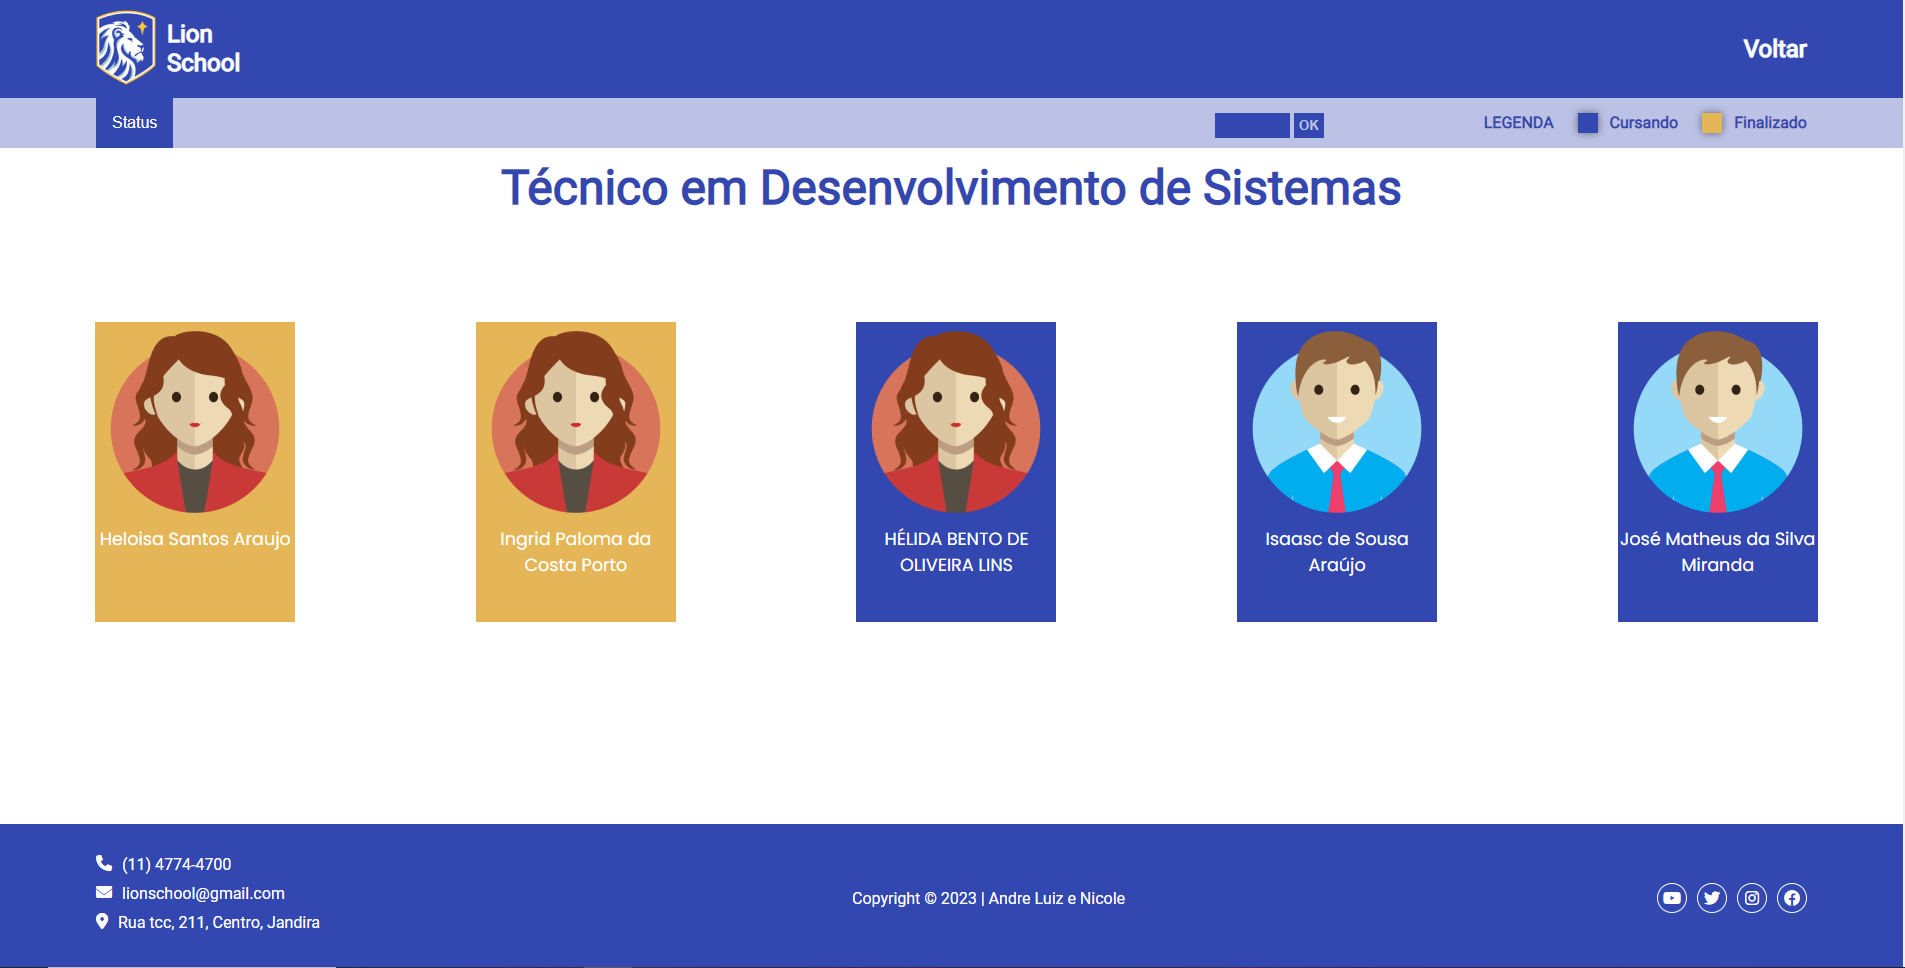 Lion
School
Voltar
Status
OK
LEGENDA
Cursando
Finalizado
Técnico em Desenvolvimento de Sistemas
Heloisa Santos Araujo
Ingrid Paloma da
Costa Porto
HÉLIDA BENTO DE
OLIVEIRA LINS
Isaasc de Sousa
Araújo
José Matheus da Silva
Miranda
(11) 4774-4700
lionschool@gmail.com
Rua tcc, 211, Centro, Jandira
Copyright © 2023 | Andre Luiz e Nicole